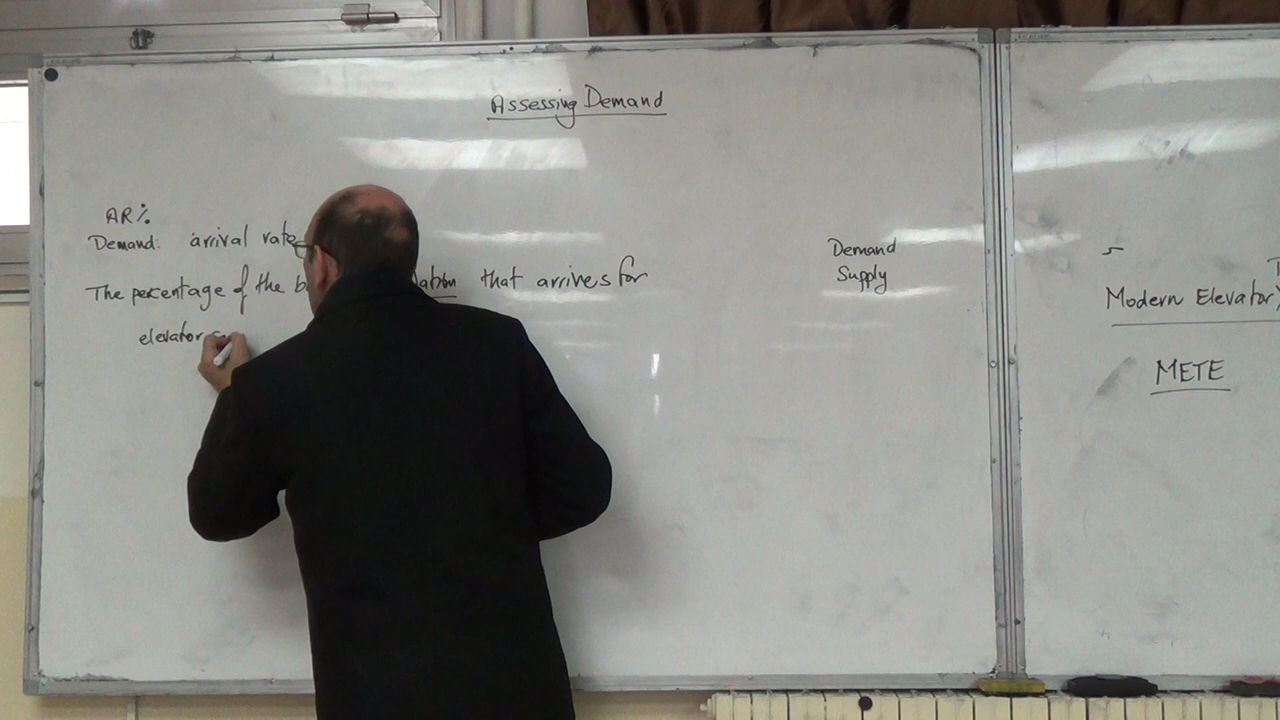 Assessing Demand
AR%
Demand: arrival rate
The percentage of the that arrives for
elevator
Demand
Supply
Modern Elevator
METE